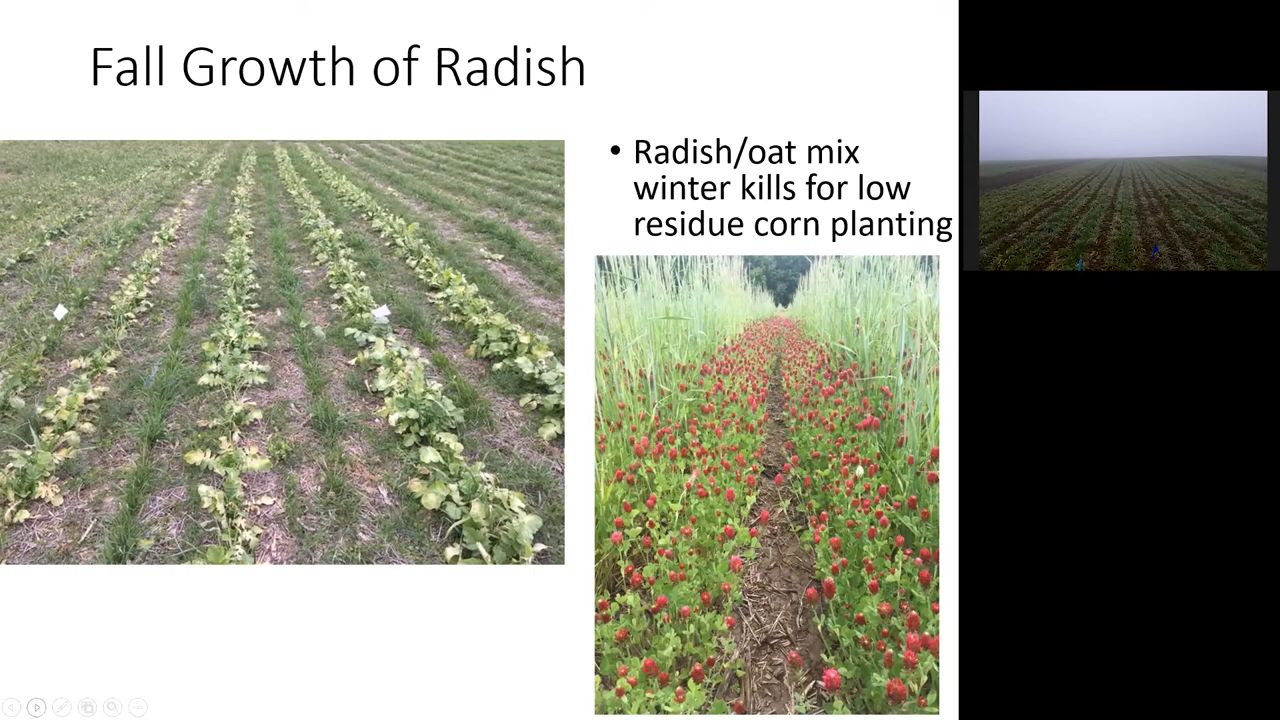 Fall Growth of Radish
• Radish/oat mix
winter kills for low
residue corn planting